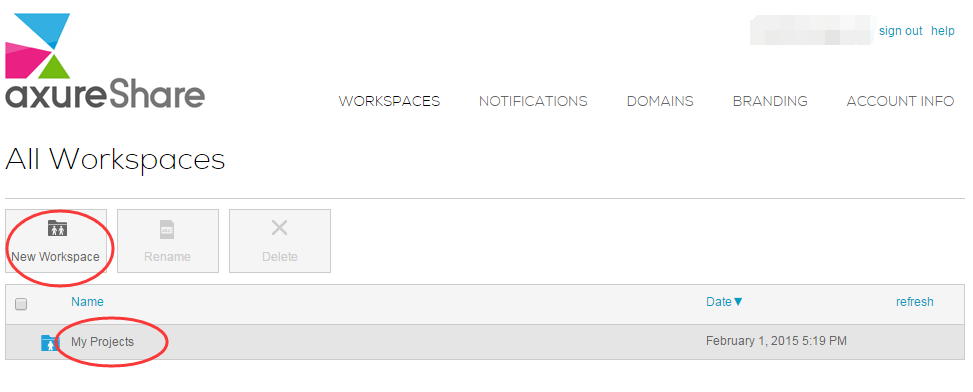 sign out help
axureShare
WORKSPACES NOTIFICATIONS DOMAINS BRANDING ACCOUNT INFO
All Workspaces
New Workspace Rename Delete
Name Date▼ refresh
My Projects February 1, 2015 5:19 PM